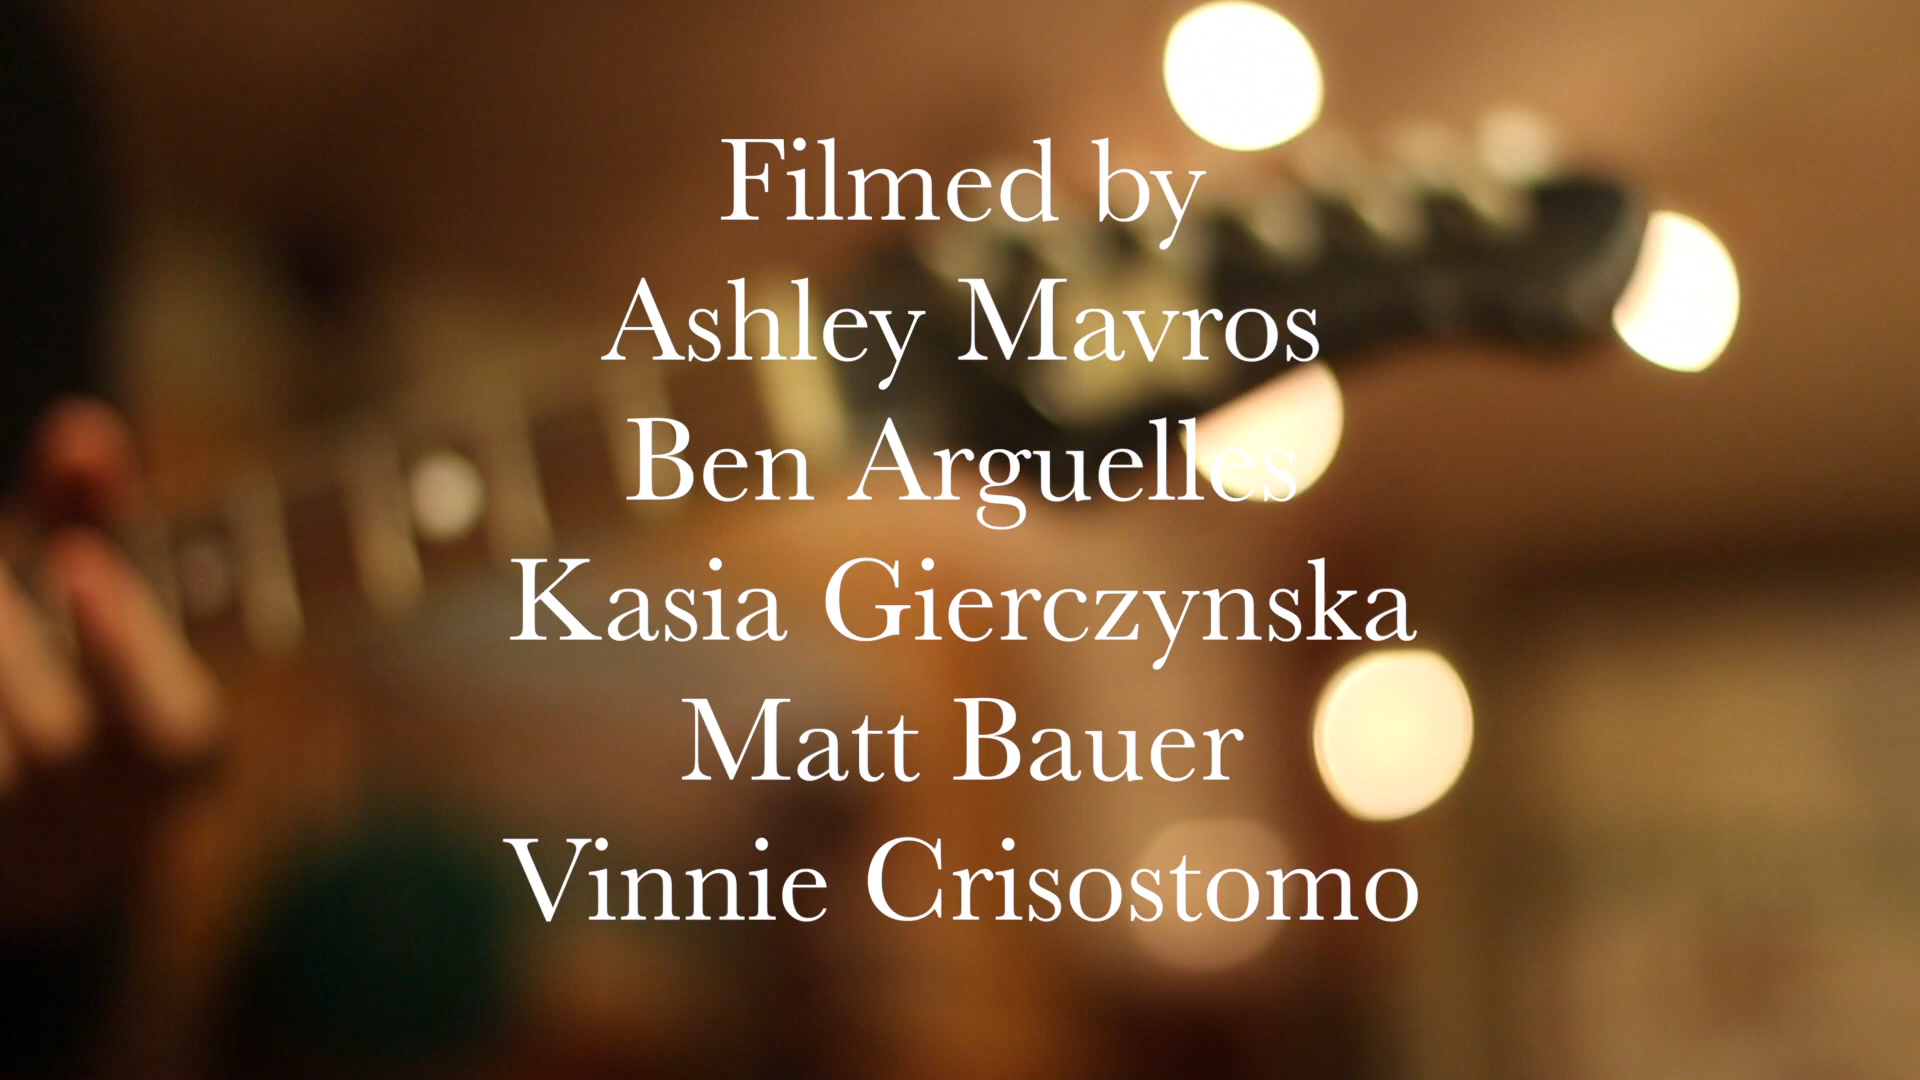 Filmed by
Ashley Mavros
Ben Arguelles
Kasia Gierczynska
Matt Bauer
Vinnie Crisostomo